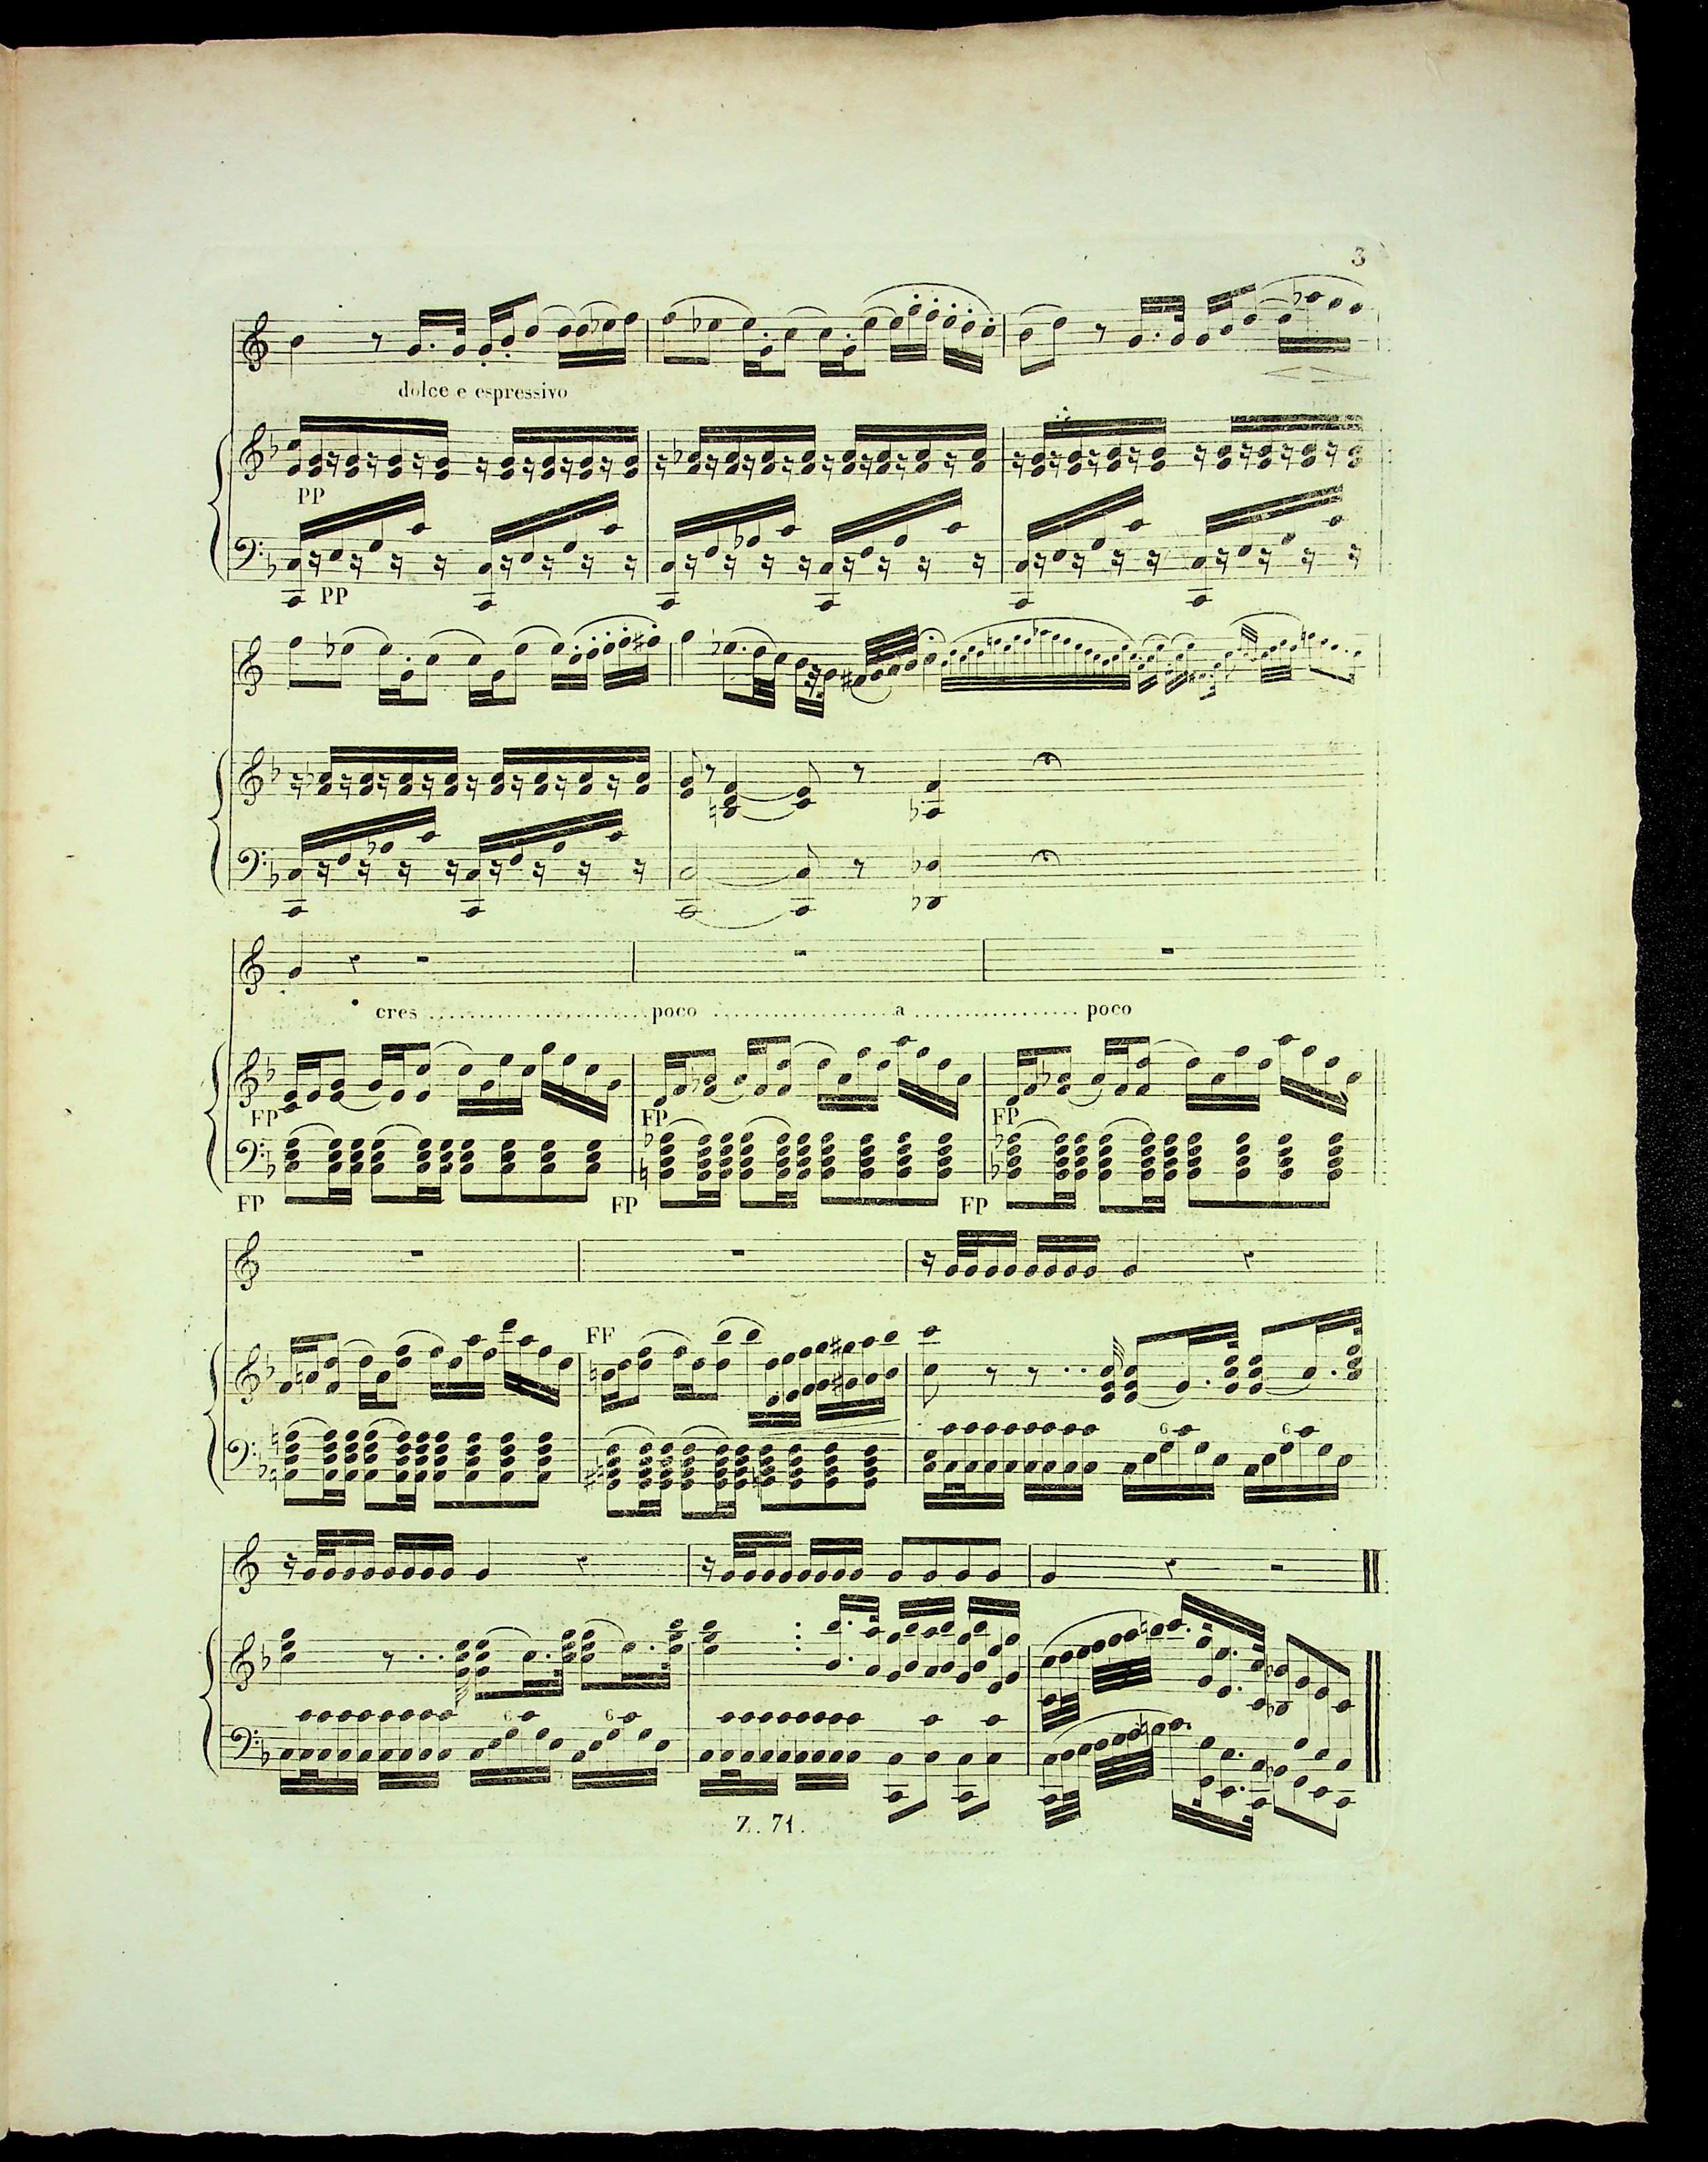 3
dolce e espressivo
PP
PP
cres ...................... poco .................. a ................. poco
FP FP FP
FP FP FP
FF
6 6
6 6
Z. 71.